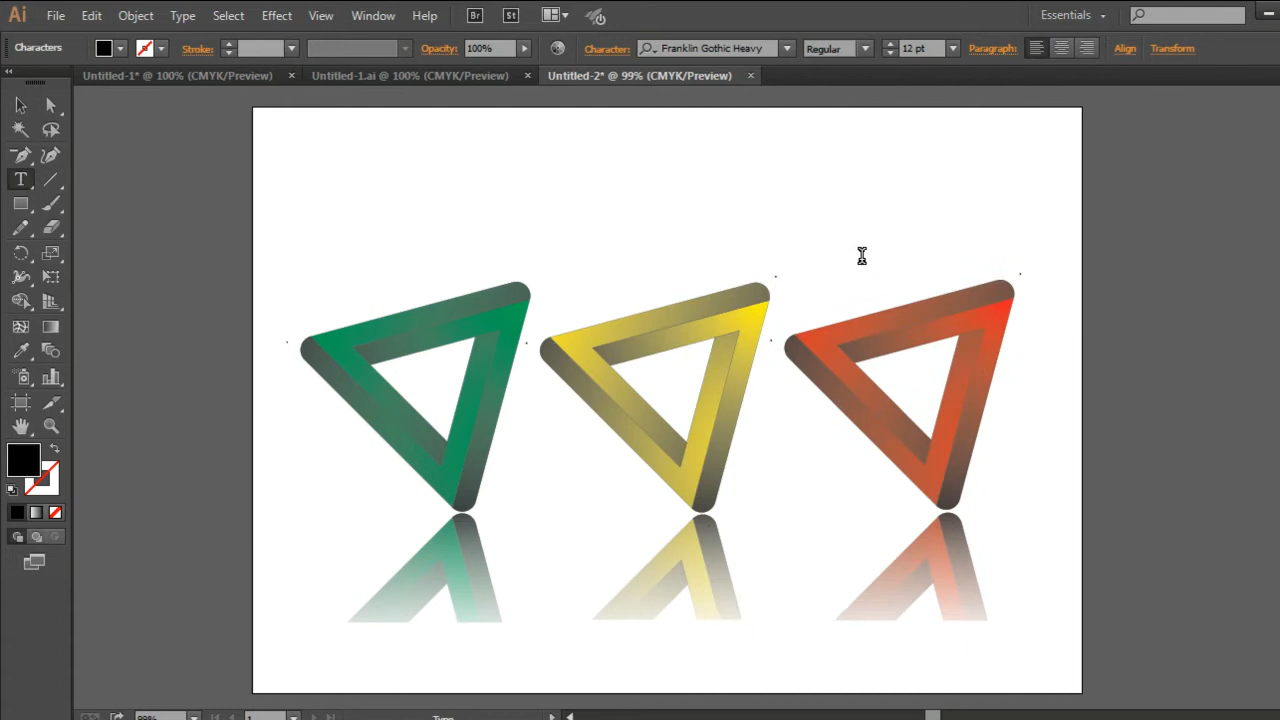 Ai File Edit Object Type Select Effect View Window Help Br St Essentials
Characters Stroke: Opacity: 100% Character: Franklin Gothic Heavy Regular 12 pt Paragraph: Align Transform
Untitled-1* @ 100% (CMYK/Preview) Untitled-1.ai @ 100% (CMYK/Preview) Untitled-2* @ 99% (CMYK/Preview)
T
99% 1 Type